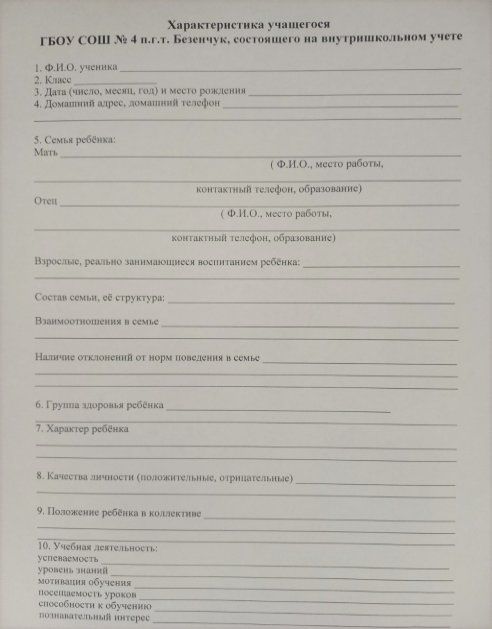 Характеристика учащегося
ГБОУ СОШ № 4 п.г.т. Безенчук, состоящего на внутришкольном учете
1. Ф.И.О. ученика
2. Класс
3. Дата (число, месяц, год) и место рождения
4. Домашний адрес, домашний телефон
5. Семья ребёнка:
Мать
( Ф.И.О., место работы,
контактный телефон, образование)
Отец
( Ф.И.О., место работы,
контактный телефон, образование)
Взрослые, реально занимающиеся воспитанием ребёнка:
Состав семьи, её структура:
Взаимоотношения в семье
Наличие отклонений от норм поведения в семье
6. Группа здоровья ребёнка
7. Характер ребёнка
8. Качества личности (положительные, отрицательные)
9. Положение ребёнка в коллективе
10. Учебная деятельность:
успеваемость
уровень знаний
мотивация обучения
посещаемость уроков
способности к обучению
познавательный интерес